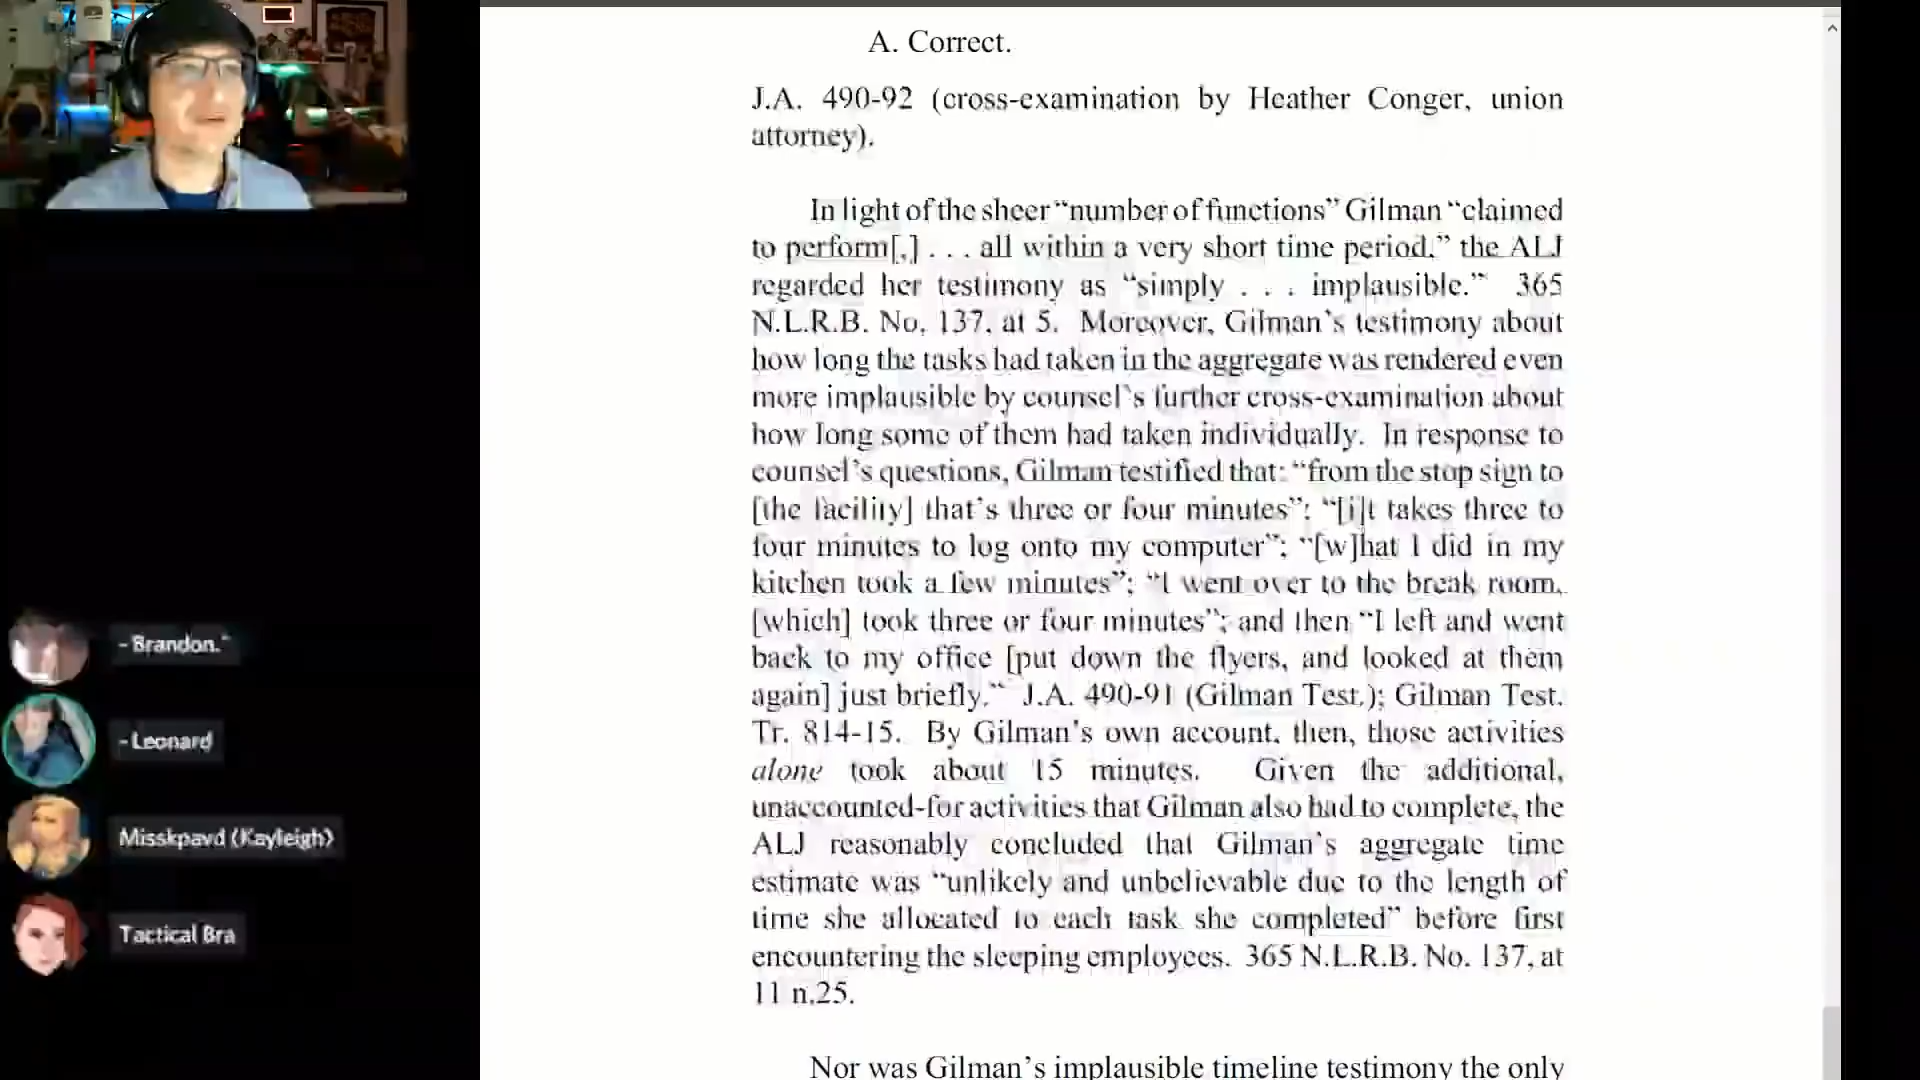 A. Correct.
J.A. 490-92 (cross-examination by Heather Conger, union
attorney).
In light of the sheer “number of functions” Gilman “claimed
to perform[,] . . . all within a very short time period,” the ALJ
regarded her testimony as “simply . . . implausible.” 365
N.L.R.B. No. 137, at 5. Moreover, Gilman’s testimony about
how long the tasks had taken in the aggregate was rendered even
more implausible by counsel’s further cross-examination about
how long some of them had taken individually. In response to
counsel’s questions, Gilman testified that: “from the stop sign to
[the facility] that’s three or four minutes”; “[i]t takes three to
four minutes to log onto my computer”; “[w]hat I did in my
kitchen took a few minutes”; “I went over to the break room,
[which] took three or four minutes”; and then “I left and went
back to my office [put down the flyers, and looked at them
again] just briefly.” J.A. 490-91 (Gilman Test.); Gilman Test.
Tr. 814-15. By Gilman’s own account, then, those activities
alone took about 15 minutes. Given the additional,
unaccounted-for activities that Gilman also had to complete, the
ALJ reasonably concluded that Gilman’s aggregate time
estimate was “unlikely and unbelievable due to the length of
time she allocated to each task she completed” before first
encountering the sleeping employees. 365 N.L.R.B. No. 137, at
11 n.25.
Nor was Gilman’s implausible timeline testimony the only
- Brandon."
- Leonard
Misskpavd (Kayleigh)
Tactical Bra